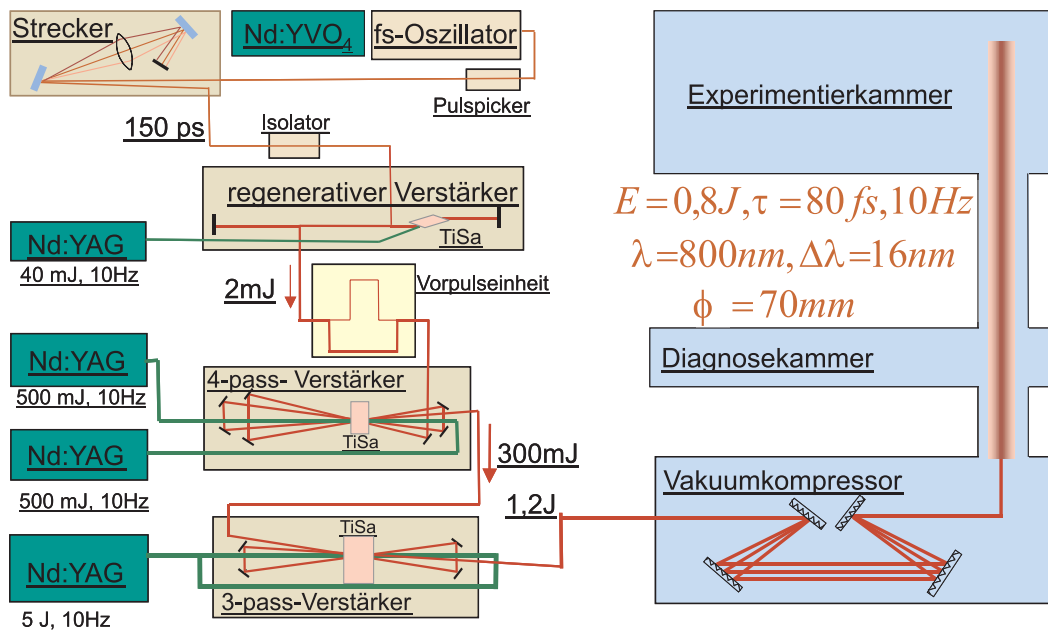 Strecker
Nd:YVO4
fs-Oszillator
Pulspicker
150 ps
Isolator
regenerativer Verstärker
TiSa
Nd:YAG
40 mJ, 10Hz
2mJ
Vorpulseinheit
Nd:YAG
500 mJ, 10Hz
4-pass- Verstärker
TiSa
Nd:YAG
500 mJ, 10Hz
300mJ
1,2J
TiSa
Nd:YAG
5 J, 10Hz
3-pass-Verstärker
Experimentierkammer
E=0,8J,τ=80fs,10Hz
λ=800nm,Δλ=16nm
ϕ =70mm
Diagnosekammer
Vakuumkompressor